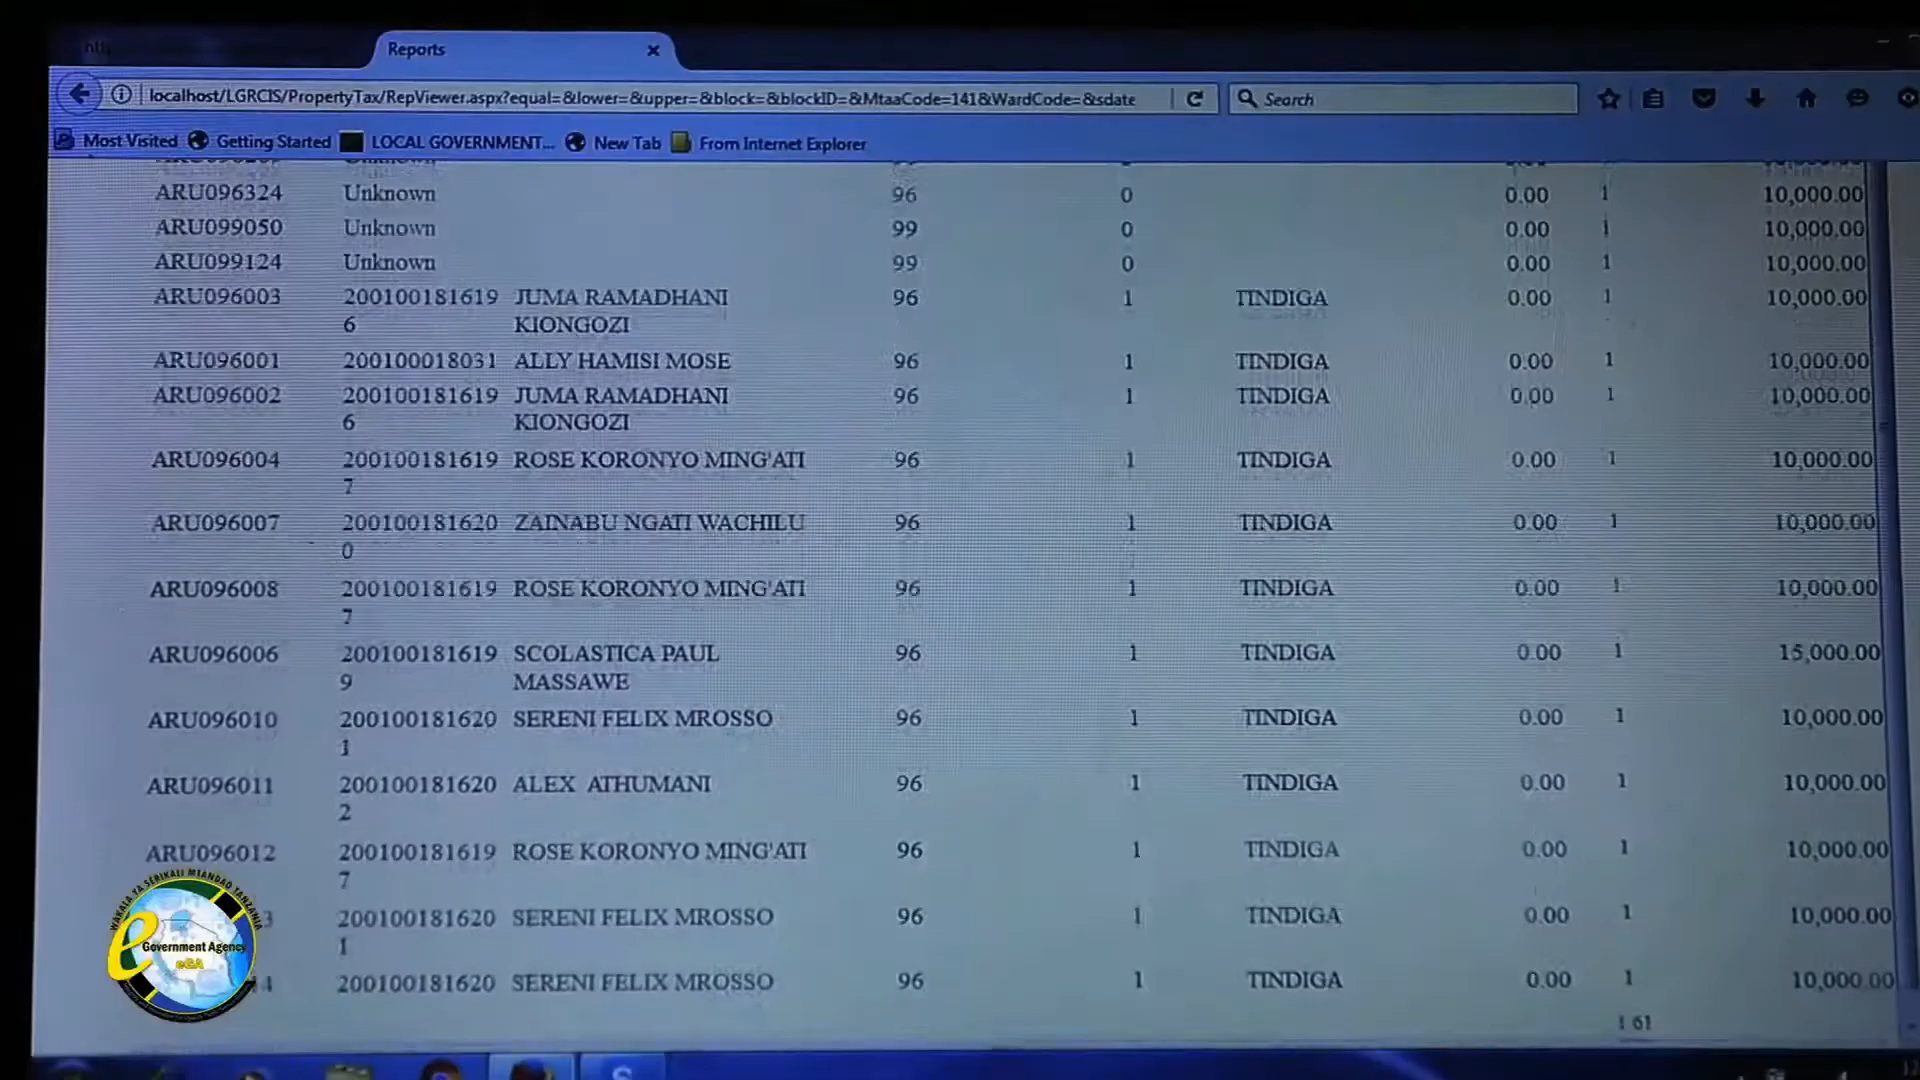 Reports
localhost/LGRCIS/PropertyTax/RepViewer.aspx?equal=&lower=&upper=&block=&blockID=&MtaaCode=141&WardCode=&sdate
Search
Most Visited Getting Started LOCAL GOVERNMENT... New Tab From Internet Explorer
Unknown
ARU096324 Unknown 96 0 0.00 1 10,000.00
ARU099050 Unknown 99 0 0.00 1 10,000.00
ARU099124 Unknown 99 0 0.00 1 10,000.00
ARU096003 200100181619 JUMA RAMADHANI 96 1 TINDIGA 0.00 1 10,000.00
6 KIONGOZI
ARU096001 200100018031 ALLY HAMISI MOSE 96 1 TINDIGA 0.00 1 10,000.00
ARU096002 200100181619 JUMA RAMADHANI 96 1 TINDIGA 0.00 1 10,000.00
6 KIONGOZI
ARU096004 200100181619 ROSE KORONYO MING'ATI 96 1 TINDIGA 0.00 1 10,000.00
7
ARU096007 200100181620 ZAINABU NGATI WACHILU 96 1 TINDIGA 0.00 1 10,000.00
0
ARU096008 200100181619 ROSE KORONYO MING'ATI 96 1 TINDIGA 0.00 1 10,000.00
7
ARU096006 200100181619 SCOLASTICA PAUL 96 1 TINDIGA 0.00 1 15,000.00
9 MASSAWE
ARU096010 200100181620 SERENI FELIX MROSSO 96 1 TINDIGA 0.00 1 10,000.00
1
ARU096011 200100181620 ALEX ATHUMANI 96 1 TINDIGA 0.00 1 10,000.00
2
ARU096012 200100181619 ROSE KORONYO MING'ATI 96 1 TINDIGA 0.00 1 10,000.00
7
3 200100181620 SERENI FELIX MROSSO 96 1 TINDIGA 0.00 1 10,000.00
1
14 200100181620 SERENI FELIX MROSSO 96 1 TINDIGA 0.00 1 10,000.00
1 61
WAKALA YA SERIKALI MTANDAO TANZANIA
e Government Agency
eGA